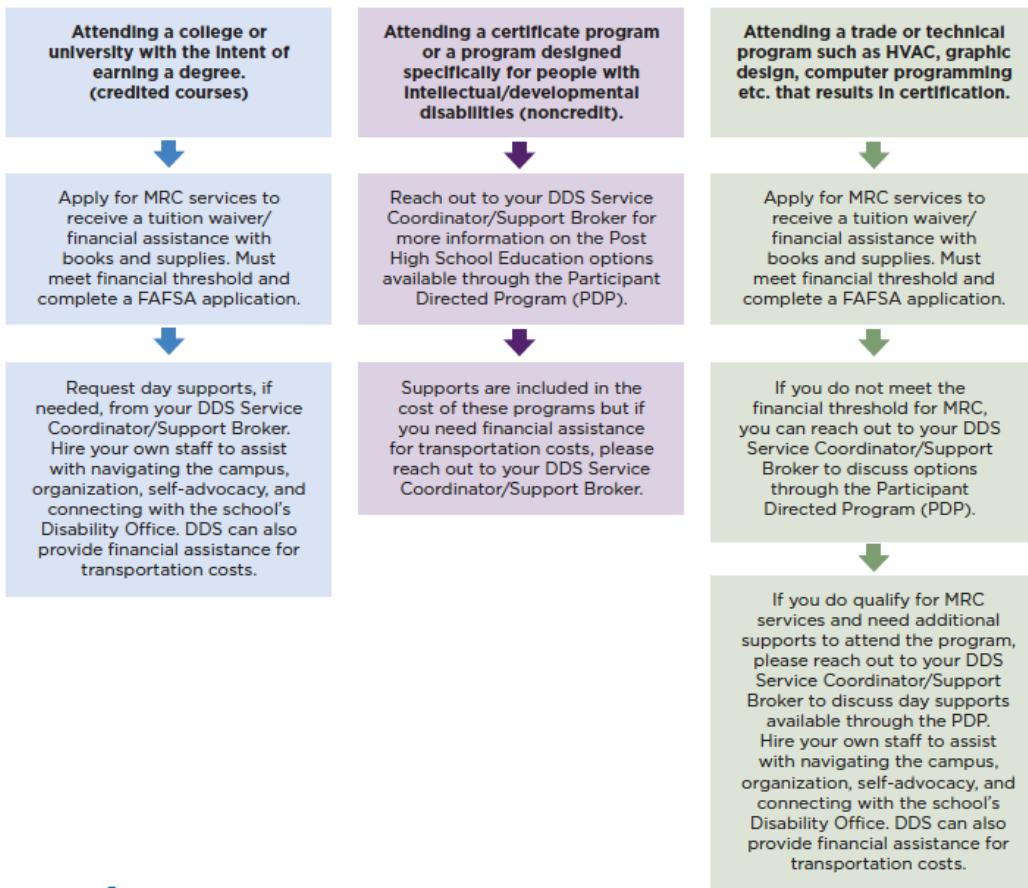 Attending a college or
university with the intent of
earning a degree.
(credited courses)
Apply for MRC services to
receive a tuition waiver/
financial assistance with
books and supplies. Must
meet financial threshold and
complete a FAFSA application.
Request day supports, if
needed, from your DDS Service
Coordinator/Support Broker.
Hire your own staff to assist
with navigating the campus,
organization, self-advocacy, and
connecting with the school’s
Disability Office. DDS can also
provide financial assistance for
transportation costs.
Attending a certificate program
or a program designed
specifically for people with
intellectual/developmental
disabilities (noncredit).
Reach out to your DDS Service
Coordinator/Support Broker for
more information on the Post
High School Education options
available through the Participant
Directed Program (PDP).
Supports are included in the
cost of these programs but if
you need financial assistance
for transportation costs, please
reach out to your DDS Service
Coordinator/Support Broker.
Attending a trade or technical
program such as HVAC, graphic
design, computer programming
etc. that results in certification.
Apply for MRC services to
receive a tuition waiver/
financial assistance with
books and supplies. Must
meet financial threshold and
complete a FAFSA application.
If you do not meet the
financial threshold for MRC,
you can reach out to your DDS
Service Coordinator/Support
Broker to discuss options
through the Participant
Directed Program (PDP).
If you do qualify for MRC
services and need additional
supports to attend the program,
please reach out to your DDS
Service Coordinator/Support
Broker to discuss day supports
available through the PDP.
Hire your own staff to assist
with navigating the campus,
organization, self-advocacy, and
connecting with the school’s
Disability Office. DDS can also
provide financial assistance for
transportation costs.